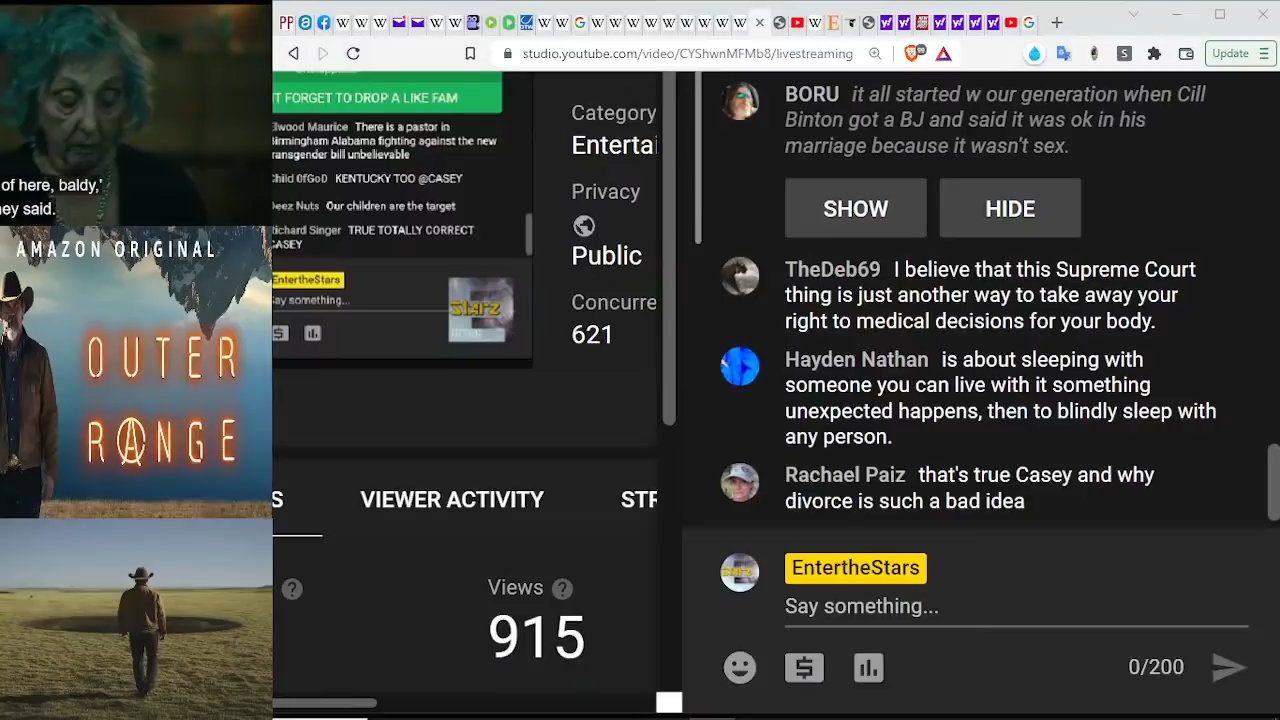 of here, baldy,'
ey said.
AMAZON ORIGINAL
OUTER
RANGE
studio.youtube.com/video/CYShwnMFMb8/livestreaming
Update
T FORGET TO DROP A LIKE FAM
Elwood Maurice There is a pastor in
Birmingham Alabama fighting against the new
transgender bill unbelievable
Child 0fGoD KENTUCKY TOO @CASEY
Deez Nuts Our children are the target
Richard Singer TRUE TOTALLY CORRECT
CASEY
EntertheStars
Say something...
Category
Enterta
Privacy
Public
Concurre
621
S
VIEWER ACTIVITY
STR
Views
915
BORU it all started w our generation when Cill
Binton got a BJ and said it was ok in his
marriage because it wasn't sex.
SHOW
HIDE
TheDeb69 I believe that this Supreme Court
thing is just another way to take away your
right to medical decisions for your body.
Hayden Nathan is about sleeping with
someone you can live with it something
unexpected happens, then to blindly sleep with
any person.
Rachael Paiz that's true Casey and why
divorce is such a bad idea
EntertheStars
Say something...
0/200